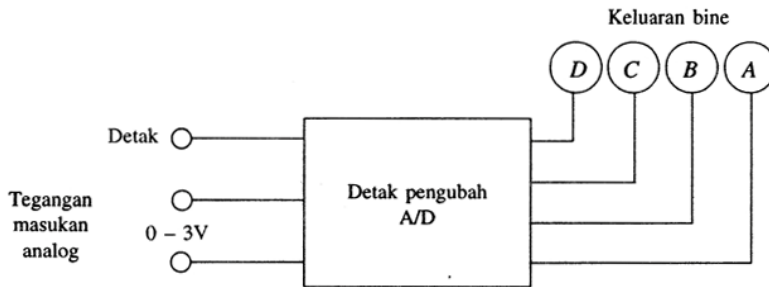 Keluaran bine
D C B A
Detak
Detak pengubah
A/D
Tegangan
masukan
analog
0 – 3V